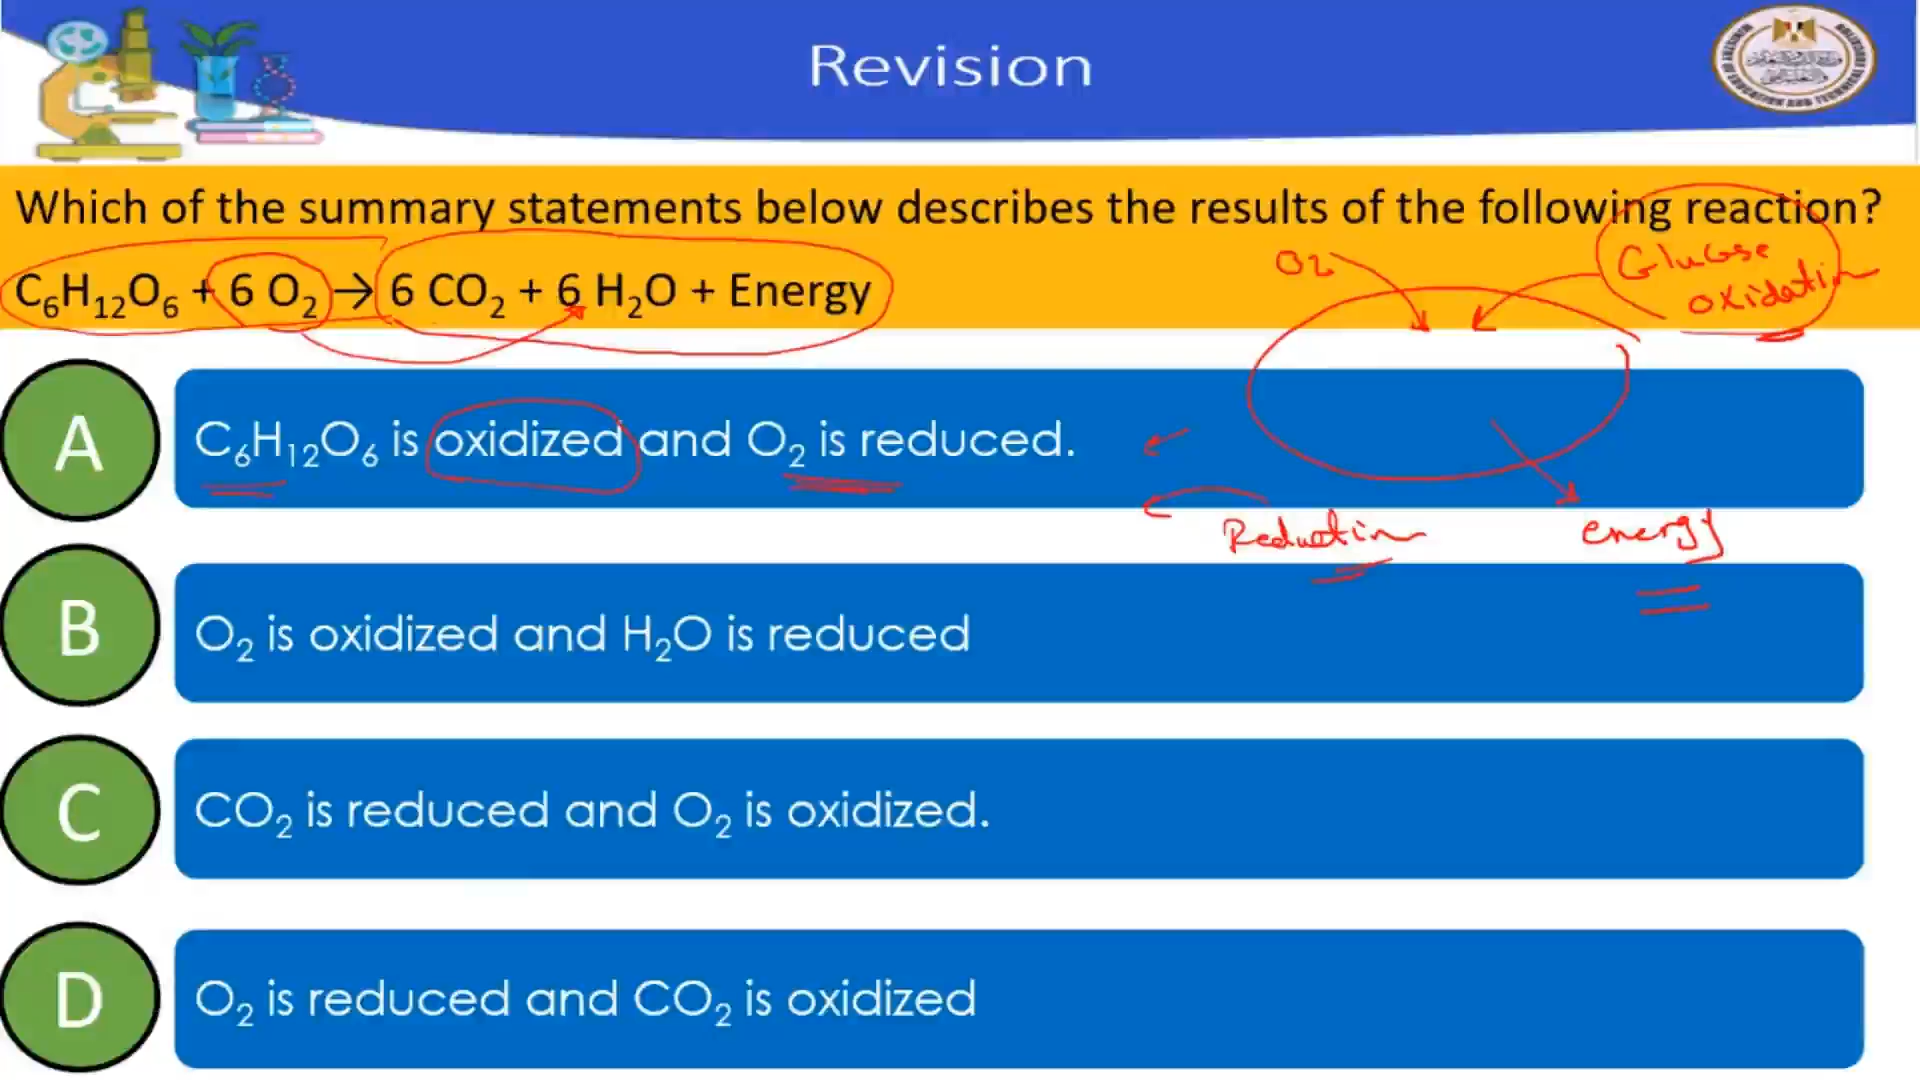 Revision
Which of the summary statements below describes the results of the following reaction?
C₆H₁₂O₆ + 6 O₂ → 6 CO₂ + 6 H₂O + Energy
O2
Glucose
oxidation
A
C₆H₁₂O₆ is oxidized and O₂ is reduced.
Reduction
energy
B
O₂ is oxidized and H₂O is reduced
C
CO₂ is reduced and O₂ is oxidized.
D
O₂ is reduced and CO₂ is oxidized